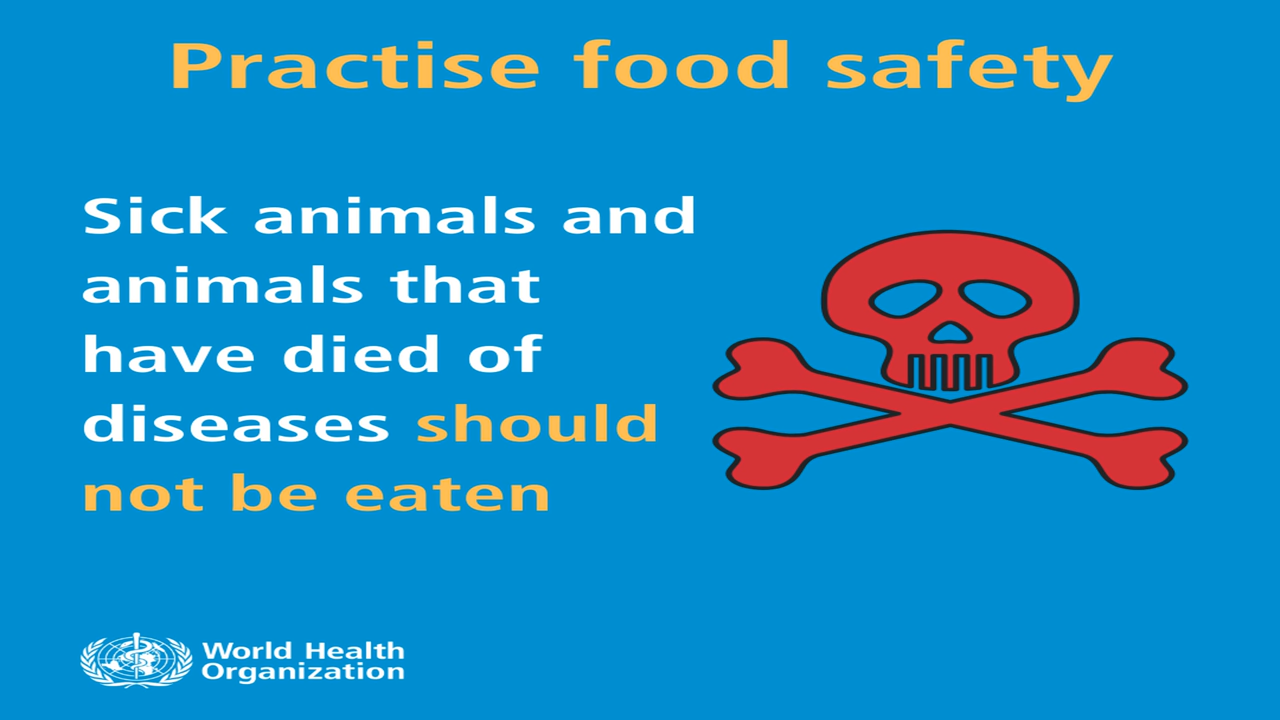 Practise food safety
Sick animals and
animals that
have died of
diseases should
not be eaten
World Health
Organization